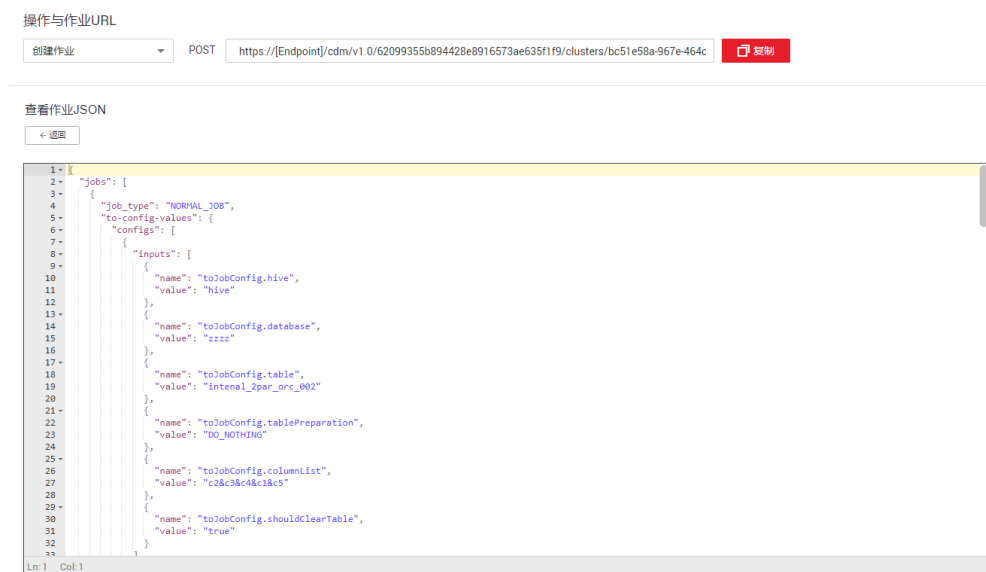 操作与作业URL
创建作业 POST https://[Endpoint]/cdm/v1.0/62099355b894428e8916573ae635f1f9/clusters/bc51e58a-967e-464c 复制
查看作业JSON
← 返回
1 {
2 "jobs": [
3 {
4 "job_type": "NORMAL_JOB",
5 "to-config-values": {
6 "configs": [
7 {
8 "inputs": [
9 {
10 "name": "toJobConfig.hive",
11 "value": "hive"
12 },
13 {
14 "name": "toJobConfig.database",
15 "value": "zzzz"
16 },
17 {
18 "name": "toJobConfig.table",
19 "value": "intenal_2par_orc_002"
20 },
21 {
22 "name": "toJobConfig.tablePreparation",
23 "value": "DO_NOTHING"
24 },
25 {
26 "name": "toJobConfig.columnList",
27 "value": "c2&c3&c4&c1&c5"
28 },
29 {
30 "name": "toJobConfig.shouldClearTable",
31 "value": "true"
32 }
33 ]
Ln: 1 Col: 1